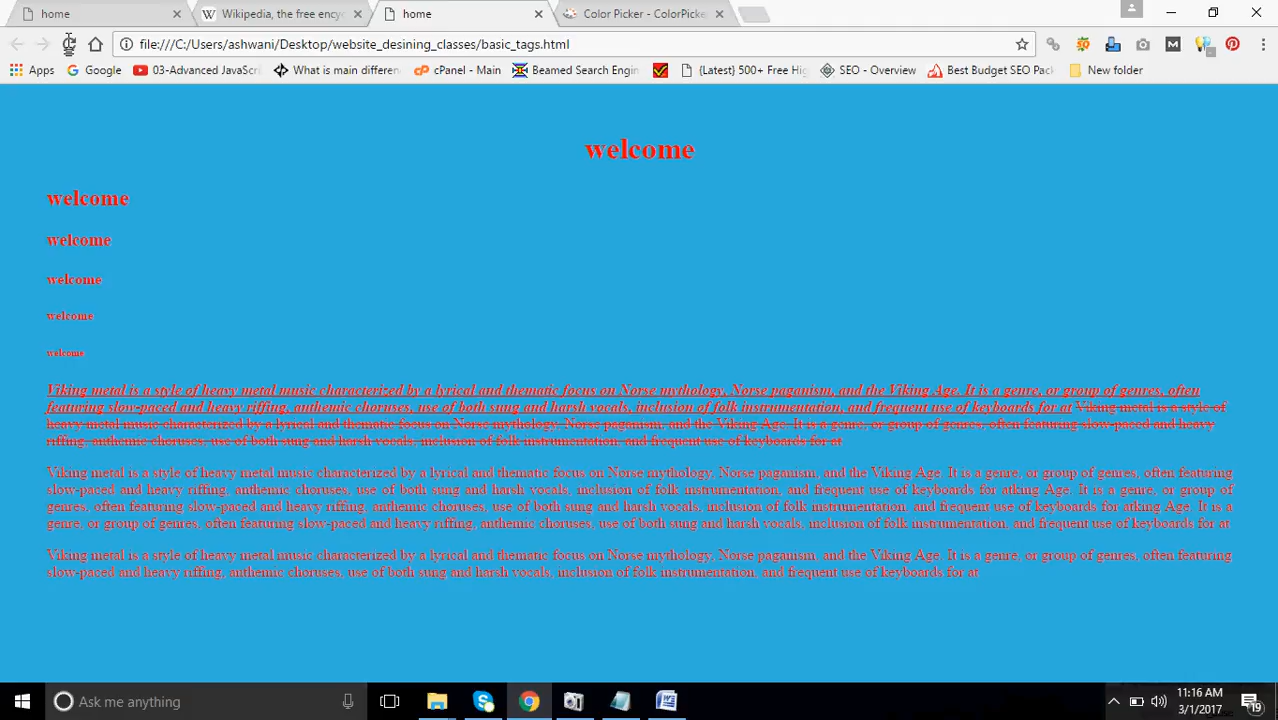 home
Wikipedia, the free ency
home
Color Picker - ColorPicke
file:///C:/Users/ashwani/Desktop/website_desining_classes/basic_tags.html
Apps Google 03-Advanced JavaScri What is main differen cPanel - Main Beamed Search Engin {Latest} 500+ Free Hig SEO - Overview Best Budget SEO Pack New folder
welcome
welcome
welcome
welcome
welcome
welcome
Viking metal is a style of heavy metal music characterized by a lyrical and thematic focus on Norse mythology, Norse paganism, and the Viking Age. It is a genre, or group of genres, often
featuring slow-paced and heavy riffing, anthemic choruses, use of both sung and harsh vocals, inclusion of folk instrumentation, and frequent use of keyboards for at Viking metal is a style of
heavy metal music characterized by a lyrical and thematic focus on Norse mythology, Norse paganism, and the Viking Age. It is a genre, or group of genres, often featuring slow-paced and heavy
riffing, anthemic choruses, use of both sung and harsh vocals, inclusion of folk instrumentation, and frequent use of keyboards for at
Viking metal is a style of heavy metal music characterized by a lyrical and thematic focus on Norse mythology, Norse paganism, and the Viking Age. It is a genre, or group of genres, often featuring
slow-paced and heavy riffing, anthemic choruses, use of both sung and harsh vocals, inclusion of folk instrumentation, and frequent use of keyboards for atking Age. It is a genre, or group of
genres, often featuring slow-paced and heavy riffing, anthemic choruses, use of both sung and harsh vocals, inclusion of folk instrumentation, and frequent use of keyboards for atking Age. It is a
genre, or group of genres, often featuring slow-paced and heavy riffing, anthemic choruses, use of both sung and harsh vocals, inclusion of folk instrumentation, and frequent use of keyboards for at
Viking metal is a style of heavy metal music characterized by a lyrical and thematic focus on Norse mythology, Norse paganism, and the Viking Age. It is a genre, or group of genres, often featuring
slow-paced and heavy riffing, anthemic choruses, use of both sung and harsh vocals, inclusion of folk instrumentation, and frequent use of keyboards for at
Ask me anything
11:16 AM
3/1/2017
19